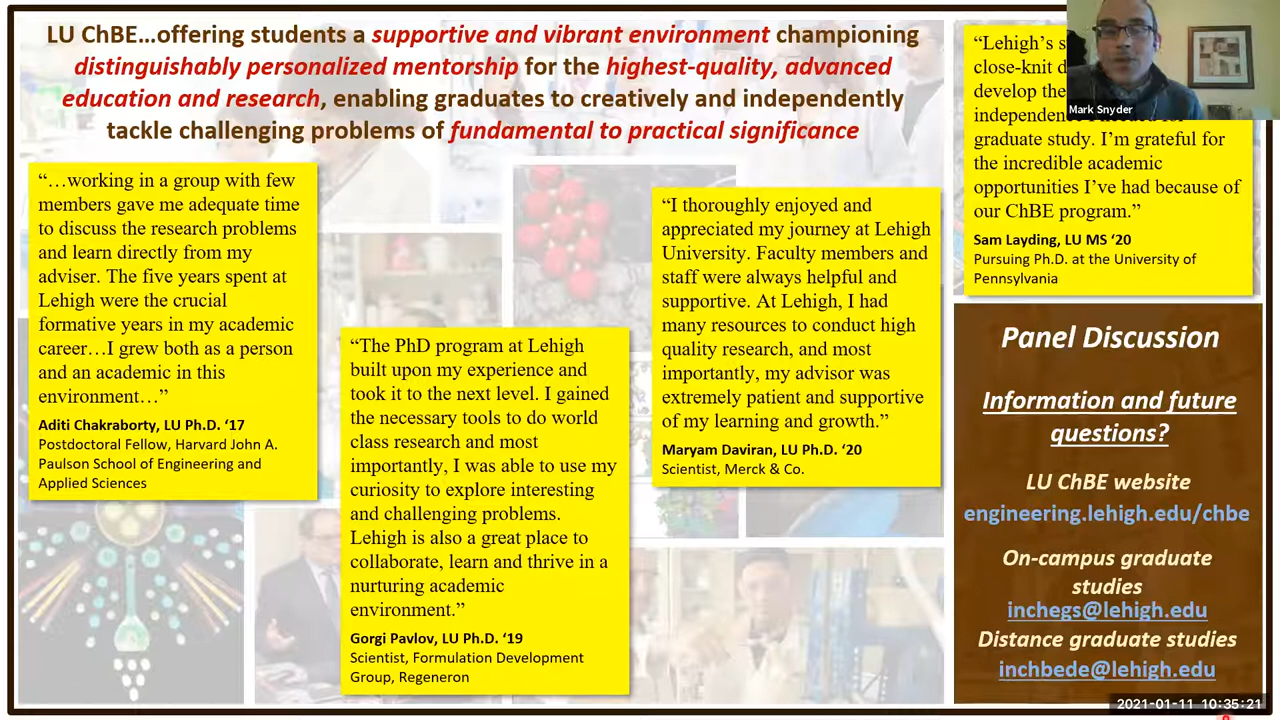 LU ChBE…offering students a supportive and vibrant environment championing
distinguishably personalized mentorship for the highest-quality, advanced
education and research, enabling graduates to creatively and independently
tackle challenging problems of fundamental to practical significance
“…working in a group with few
members gave me adequate time
to discuss the research problems
and learn directly from my
adviser. The five years spent at
Lehigh were the crucial
formative years in my academic
career…I grew both as a person
and an academic in this
environment…”
Aditi Chakraborty, LU Ph.D. ‘17
Postdoctoral Fellow, Harvard John A.
Paulson School of Engineering and
Applied Sciences
“The PhD program at Lehigh
built upon my experience and
took it to the next level. I gained
the necessary tools to do world
class research and most
importantly, I was able to use my
curiosity to explore interesting
and challenging problems.
Lehigh is also a great place to
collaborate, learn and thrive in a
nurturing academic
environment.”
Gorgi Pavlov, LU Ph.D. ‘19
Scientist, Formulation Development
Group, Regeneron
“I thoroughly enjoyed and
appreciated my journey at Lehigh
University. Faculty members and
staff were always helpful and
supportive. At Lehigh, I had
many resources to conduct high
quality research, and most
importantly, my advisor was
extremely patient and supportive
of my learning and growth.”
Maryam Daviran, LU Ph.D. ‘20
Scientist, Merck & Co.
“Lehigh’s
close-knit
develop
graduate study. I’m grateful for
the incredible academic
opportunities I’ve had because of
our ChBE program.”
Sam Layding, LU MS ‘20
Pursuing Ph.D. at the University of
Pennsylvania
Mark Snyder
Panel Discussion
Information and future
questions?
LU ChBE website
engineering.lehigh.edu/chbe
On-campus graduate
studies
inchegs@lehigh.edu
Distance graduate studies
inchbede@lehigh.edu
2021-01-11 10:35:21